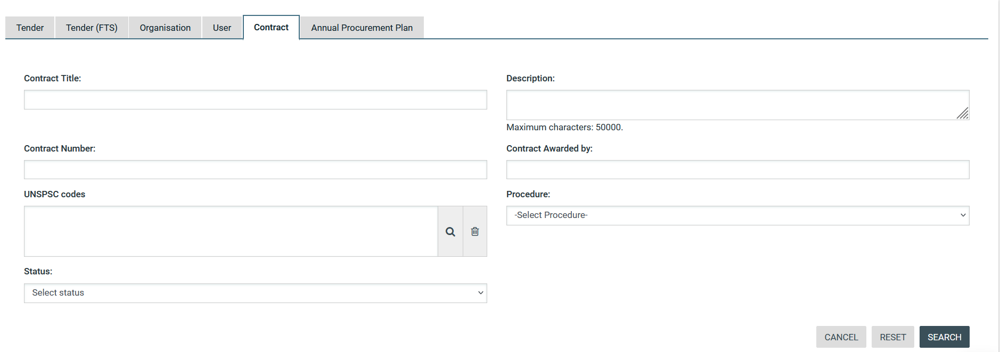 Tender Tender (FTS) Organisation User Contract Annual Procurement Plan
Contract Title:
Description:
Maximum characters: 50000.
Contract Number:
Contract Awarded by:
UNSPSC codes
Procedure:
-Select Procedure-
Status:
Select status
CANCEL RESET SEARCH